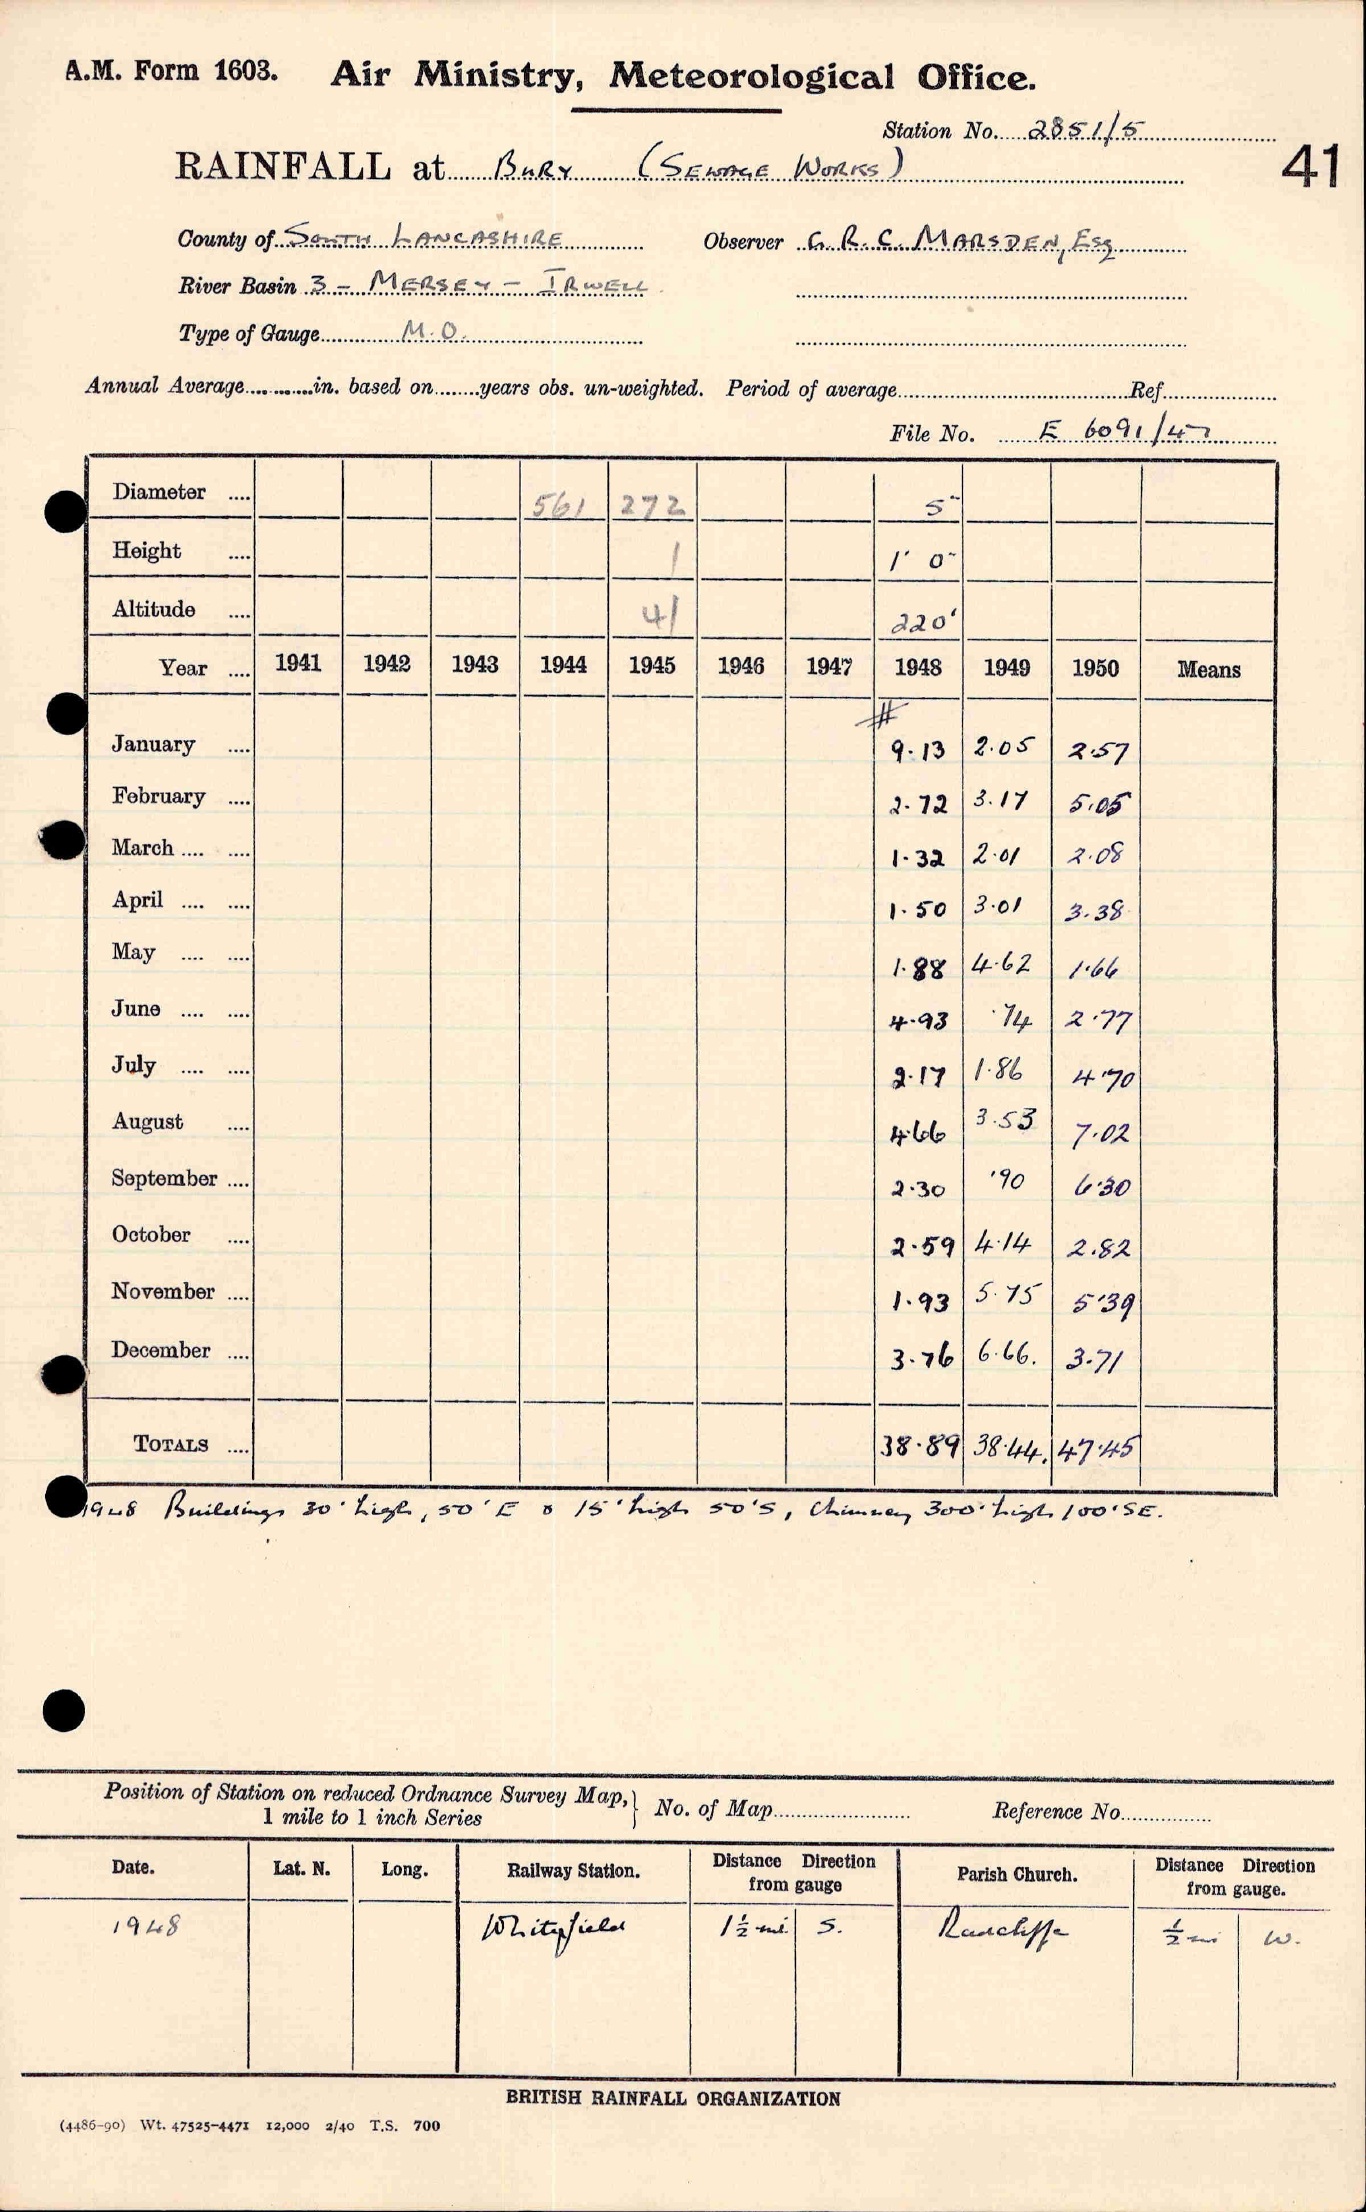 A.M. Form 1603. Air Ministry, Meteorological Office.
Station No. 2851/5
41
RAINFALL at Bury (Sewage Works)
County of South Lancashire Observer G. R. C. Marsden, Esq
River Basin 3 - Mersey - Irwell
Type of Gauge M.O.
Annual Average in. based on years obs. un-weighted. Period of average Ref.
File No. E 6091/47
Diameter 561 272 5"
Height 1 1' 0"
Altitude 41 220'
Year 1941 1942 1943 1944 1945 1946 1947 1948 1949 1950 Means
#
January 9.13 2.05 2.57
February 2.72 3.17 5.05
March 1.32 2.01 2.08
April 1.50 3.01 3.38
May 1.88 4.62 1.66
June 4.93 .74 2.77
July 2.17 1.86 4.70
August 4.66 3.53 7.02
September 2.30 .90 6.30
October 2.59 4.14 2.82
November 1.93 5.75 5.39
December 3.76 6.66. 3.71
Totals 38.89 38.44. 47.45
1948 Buildings 30' high, 50' E & 15' high 50' S, Chimney 300' high 100' SE.
Position of Station on reduced Ordnance Survey Map, 1 mile to 1 inch Series } No. of Map Reference No.
Date. Lat. N. Long. Railway Station. Distance Direction from gauge Parish Church. Distance Direction from gauge.
1948 Whitefield 1½ mi. S. Radcliffe ½ mi W.
BRITISH RAINFALL ORGANIZATION
(4486-90) Wt. 47525-4471 12,000 2/40 T.S. 700